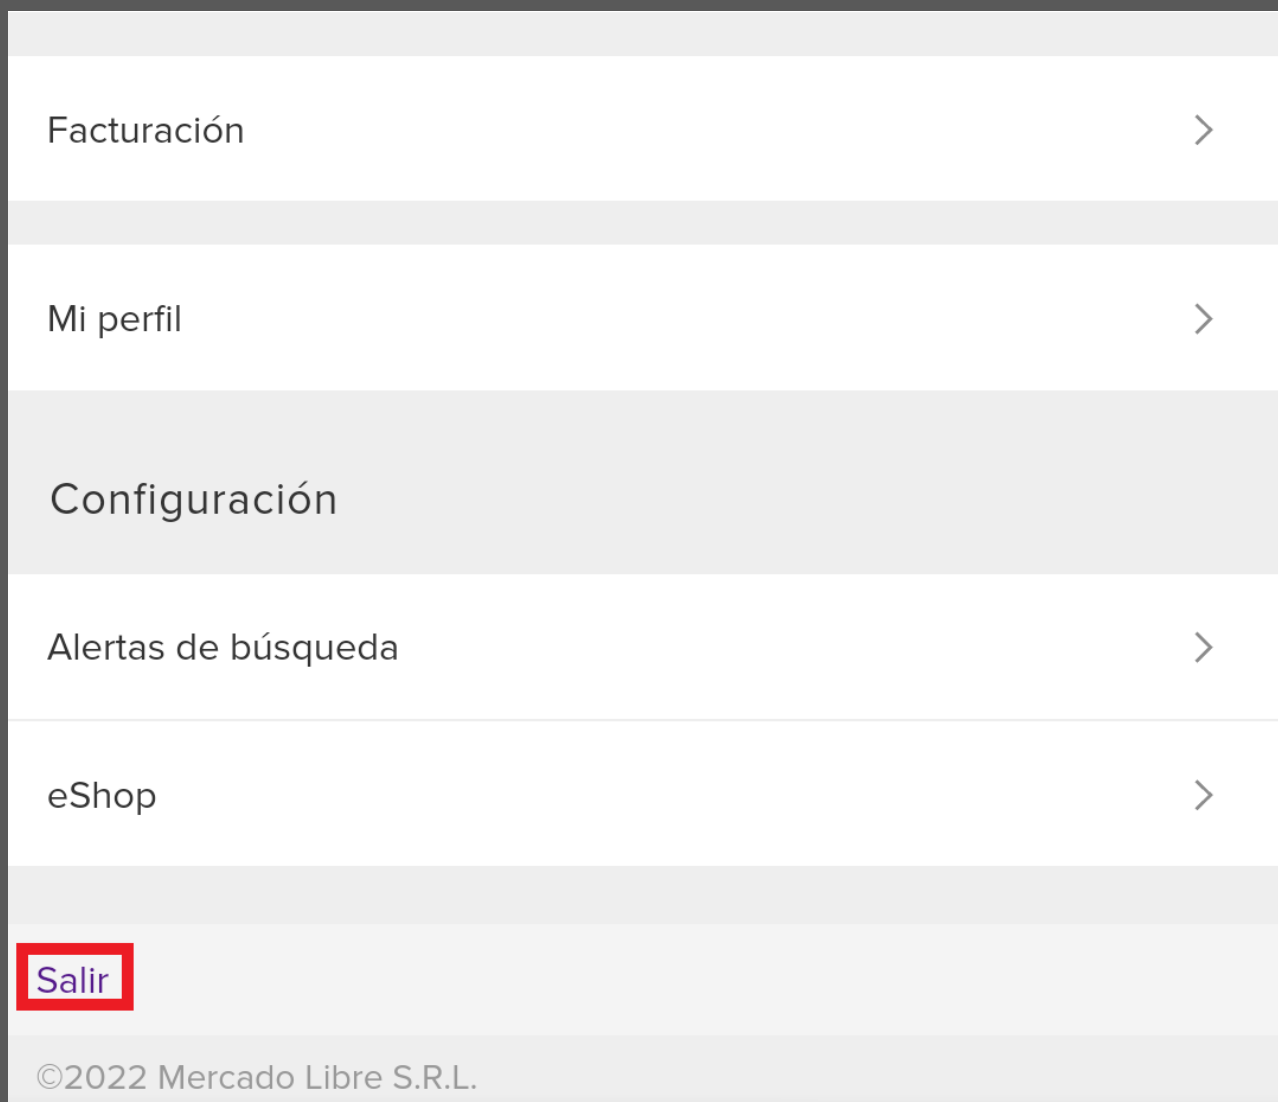 Facturación
Mi perfil
Configuración
Alertas de búsqueda
eShop
Salir
©2022 Mercado Libre S.R.L.